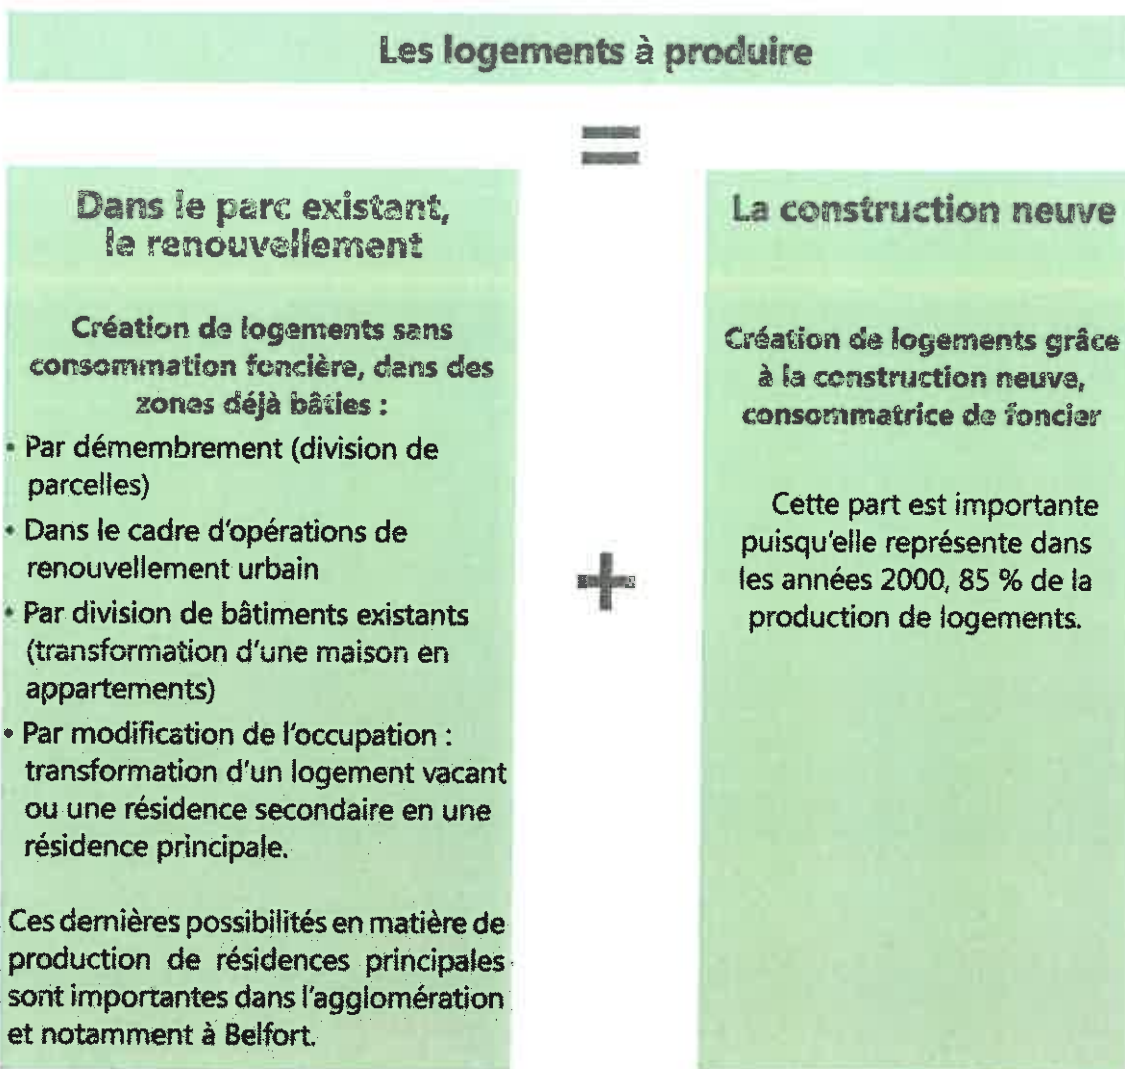 Les logements à produire
=
Dans le parc existant,
le renouvellement
Création de logements sans
consommation foncière, dans des
zones déjà bâties :
• Par démembrement (division de
parcelles)
• Dans le cadre d'opérations de
renouvellement urbain
• Par division de bâtiments existants
(transformation d'une maison en
appartements)
• Par modification de l'occupation :
transformation d'un logement vacant
ou une résidence secondaire en une
résidence principale.
Ces dernières possibilités en matière de
production de résidences principales
sont importantes dans l'agglomération
et notamment à Belfort.
+
La construction neuve
Création de logements grâce
à la construction neuve,
consommatrice de foncier
Cette part est importante
puisqu'elle représente dans
les années 2000, 85 % de la
production de logements.